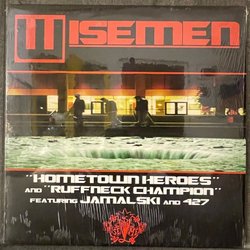 WISEMEN
"HOMETOWN HEROES"
AND "RUFFNECK CHAMPION"
FEATURING JAMALSKI AND 427